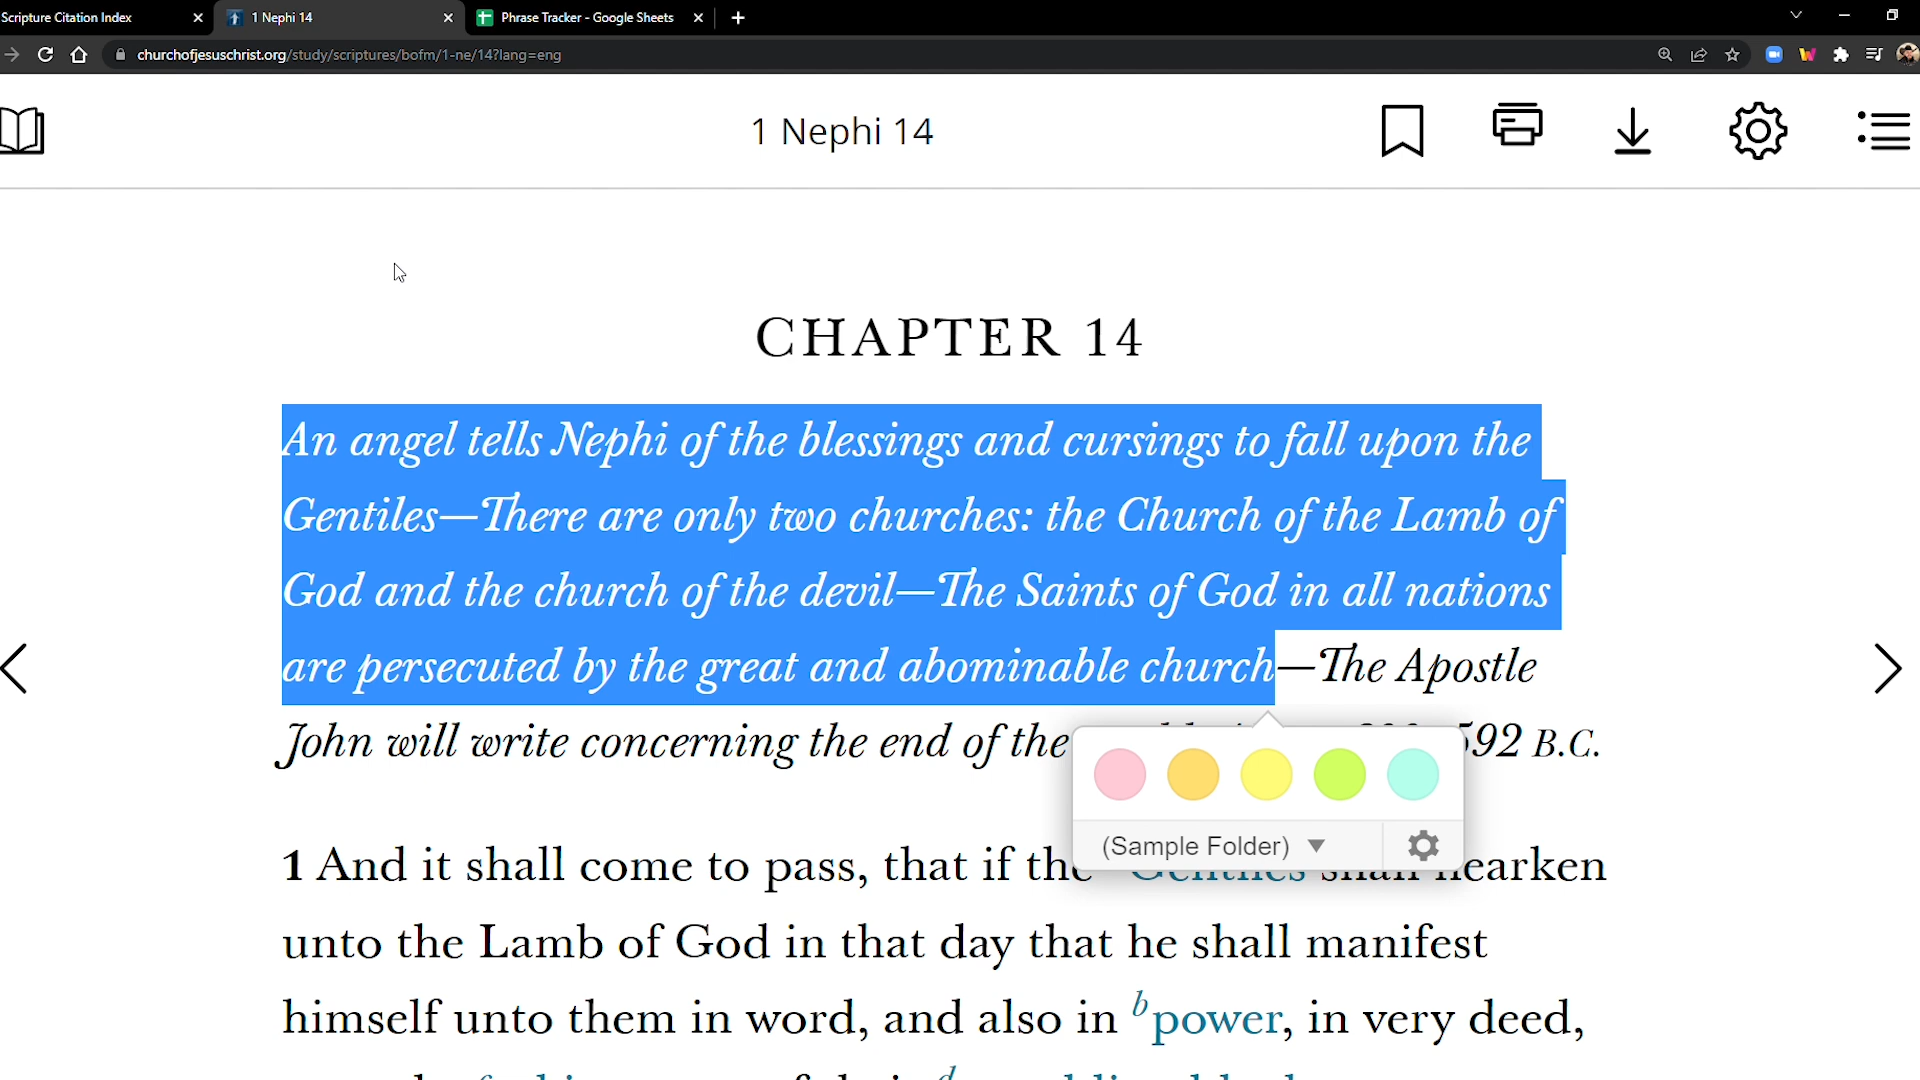 Scripture Citation Index
1 Nephi 14
Phrase Tracker - Google Sheets
churchofjesuschrist.org/study/scriptures/bofm/1-ne/14?lang=eng
1 Nephi 14
CHAPTER 14
An angel tells Nephi of the blessings and cursings to fall upon the
Gentiles—There are only two churches: the Church of the Lamb of
God and the church of the devil—The Saints of God in all nations
are persecuted by the great and abominable church—The Apostle
John will write concerning the end of the 592 B.C.
(Sample Folder)
1 And it shall come to pass, that if the Gentiles shall hearken
unto the Lamb of God in that day that he shall manifest
himself unto them in word, and also in b power, in very deed,
d